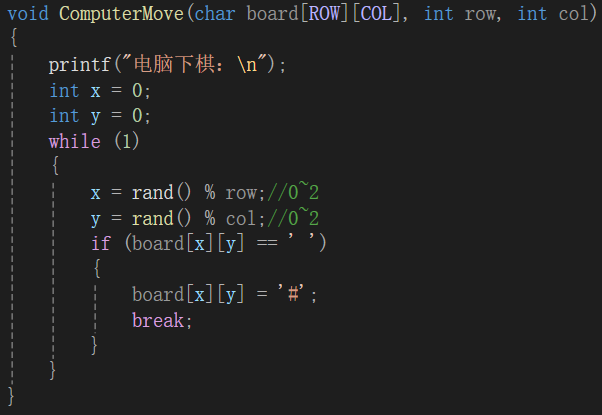 void ComputerMove(char board[ROW][COL], int row, int col)
{
    printf("电脑下棋：\n");
    int x = 0;
    int y = 0;
    while (1)
    {
        x = rand() % row;//0~2
        y = rand() % col;//0~2
        if (board[x][y] == ' ')
        {
            board[x][y] = '#';
            break;
        }
    }
}